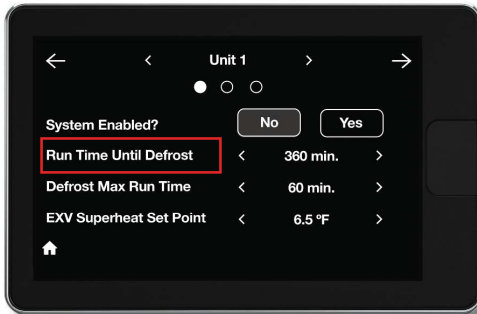 Unit 1
System Enabled? No Yes
Run Time Until Defrost 360 min.
Defrost Max Run Time 60 min.
EXV Superheat Set Point 6.5 ºF